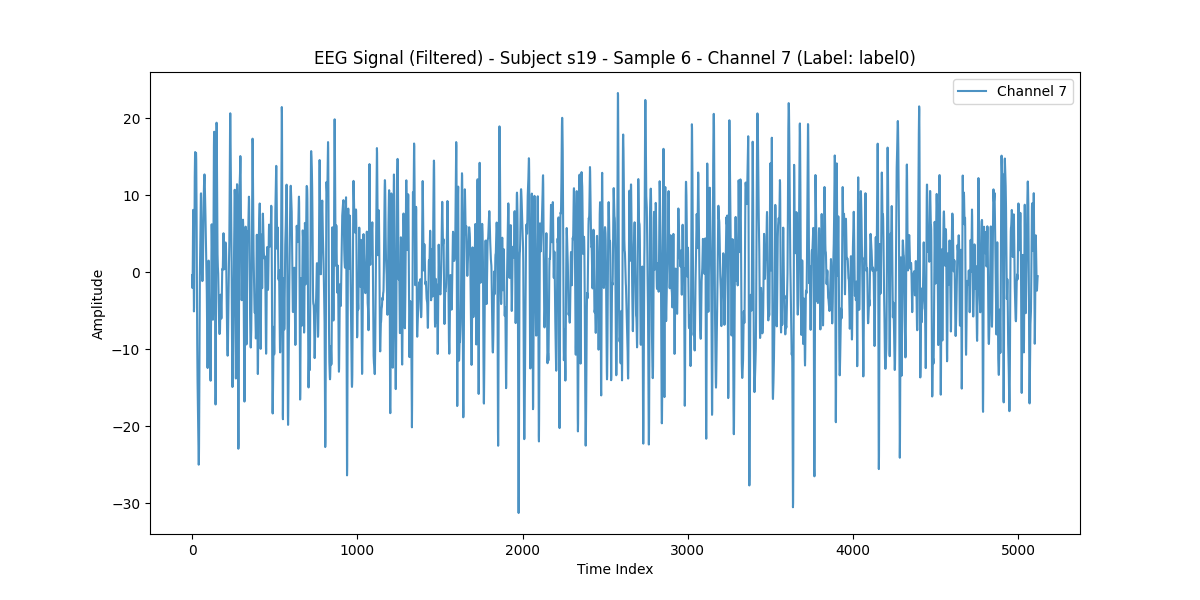 EEG Signal (Filtered) - Subject s19 - Sample 6 - Channel 7 (Label: label0)
Channel 7
20
10
0
−10
−20
−30
Amplitude
0 1000 2000 3000 4000 5000
Time Index